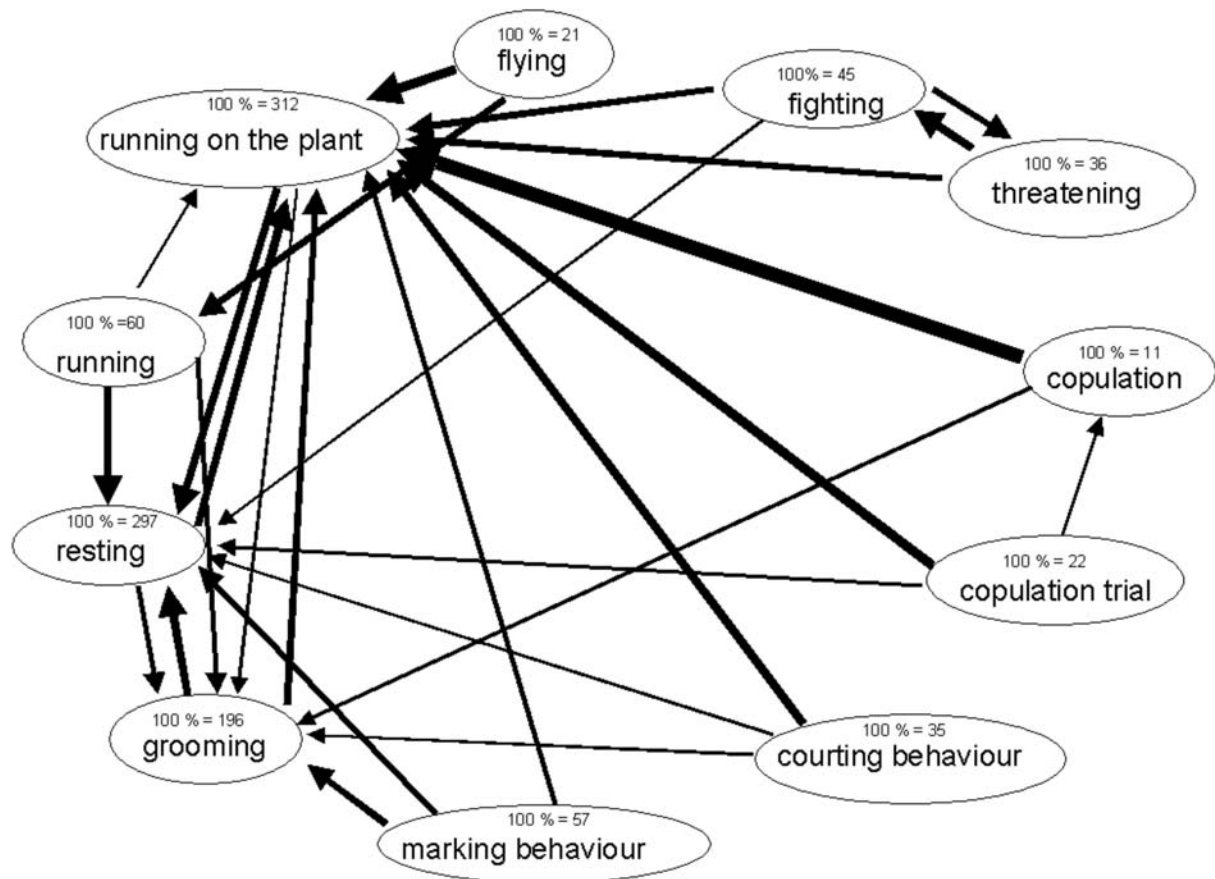 100 % = 21
flying
100% = 45
fighting
100 % = 312
running on the plant
100 % = 36
threatening
100 % =60
running
100 % = 11
copulation
100 % = 297
resting
100 % = 22
copulation trial
100 % = 196
grooming
100 % = 35
courting behaviour
100 % = 57
marking behaviour